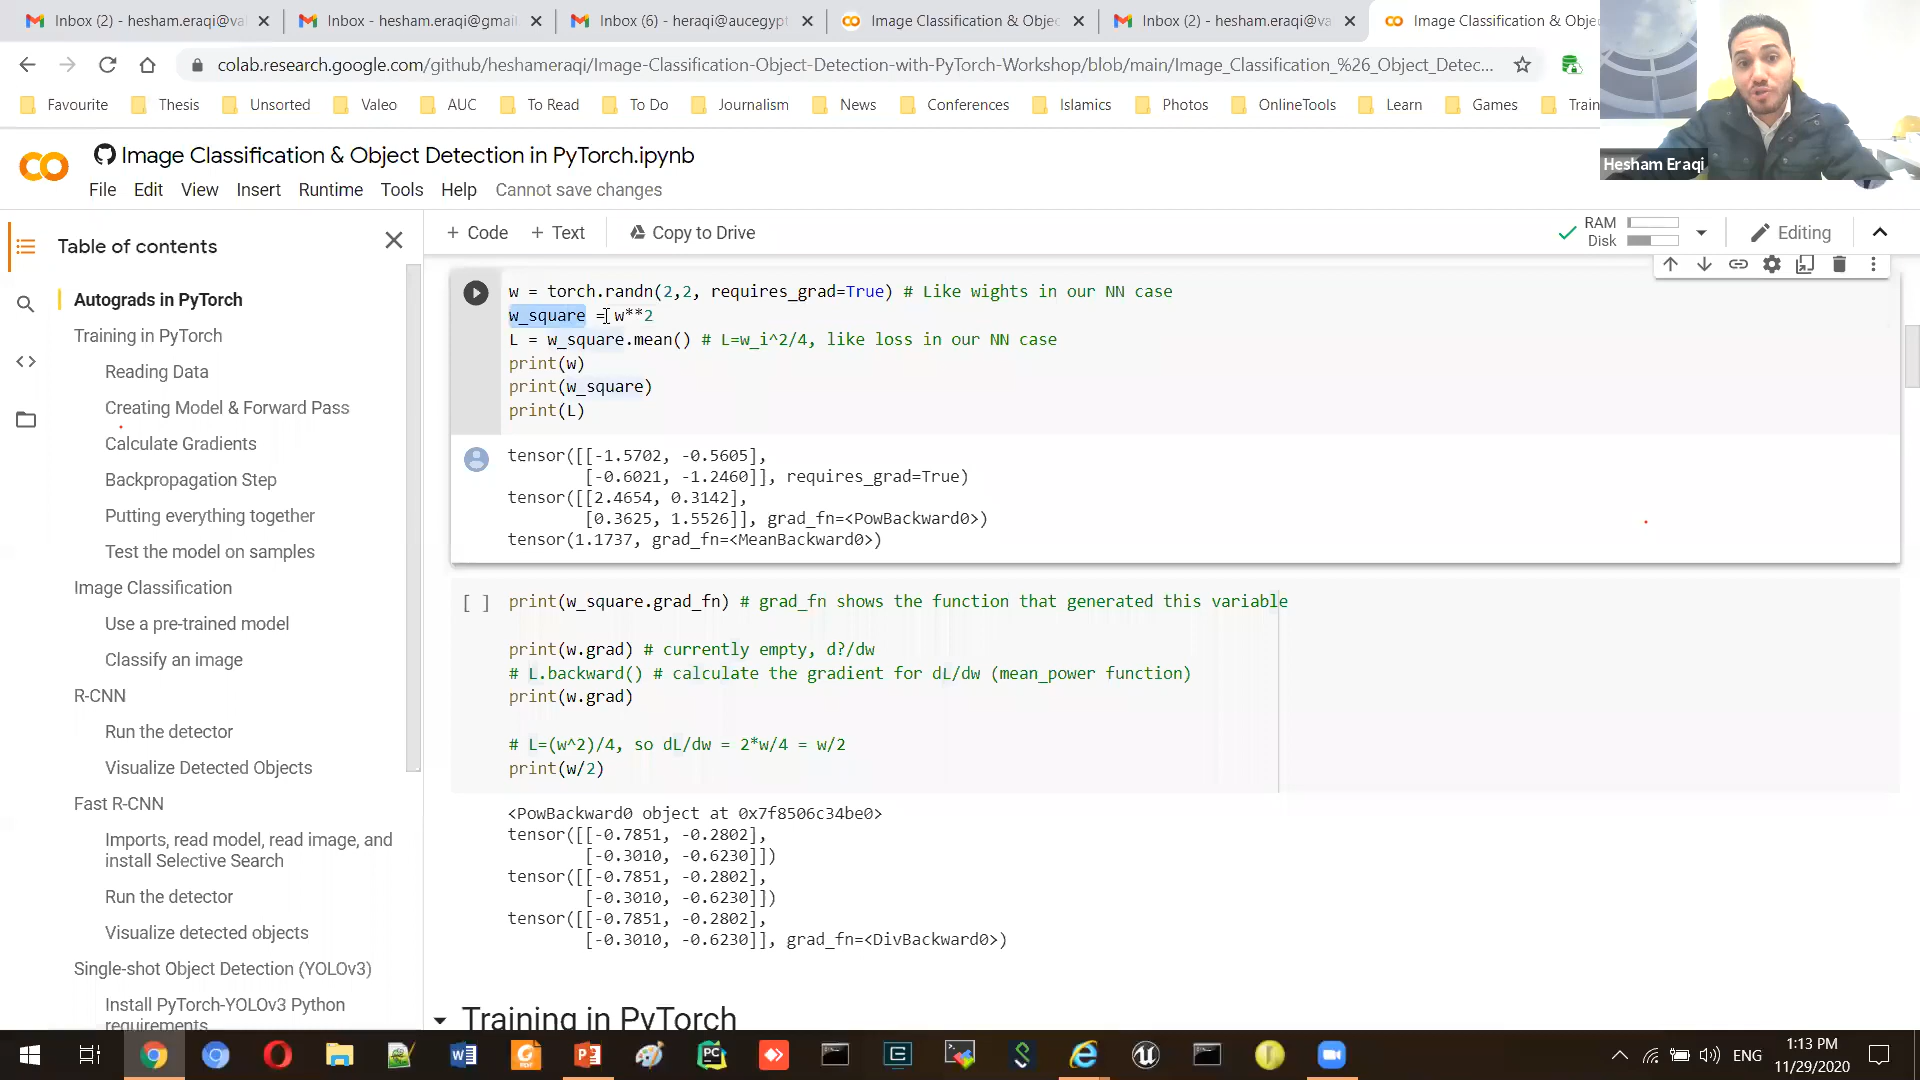 Inbox (2) - hesham.eraqi@va
Inbox - hesham.eraqi@gmail.
Inbox (6) - heraqi@aucegypt
Image Classification & Objec
Inbox (2) - hesham.eraqi@va
Image Classification & Obje
colab.research.google.com/github/heshameraqi/Image-Classification-Object-Detection-with-PyTorch-Workshop/blob/main/Image_Classification_%26_Object_Detec...
Favourite
Thesis
Unsorted
Valeo
AUC
To Read
To Do
Journalism
News
Conferences
Islamics
Photos
OnlineTools
Learn
Games
Train
Hesham Eraqi
Image Classification & Object Detection in PyTorch.ipynb
File Edit View Insert Runtime Tools Help Cannot save changes
Table of contents
+ Code + Text Copy to Drive
RAM
Disk
Editing
Autograds in PyTorch
Training in PyTorch
Reading Data
Creating Model & Forward Pass
Calculate Gradients
Backpropagation Step
Putting everything together
Test the model on samples
Image Classification
Use a pre-trained model
Classify an image
R-CNN
Run the detector
Visualize Detected Objects
Fast R-CNN
Imports, read model, read image, and
install Selective Search
Run the detector
Visualize detected objects
Single-shot Object Detection (YOLOv3)
Install PyTorch-YOLOv3 Python
requirements
w = torch.randn(2,2, requires_grad=True) # Like wights in our NN case
w_square = w**2
L = w_square.mean() # L=w_i^2/4, like loss in our NN case
print(w)
print(w_square)
print(L)
tensor([[-1.5702, -0.5605],
[-0.6021, -1.2460]], requires_grad=True)
tensor([[2.4654, 0.3142],
[0.3625, 1.5526]], grad_fn=<PowBackward0>)
tensor(1.1737, grad_fn=<MeanBackward0>)
[ ] print(w_square.grad_fn) # grad_fn shows the function that generated this variable
print(w.grad) # currently empty, d?/dw
# L.backward() # calculate the gradient for dL/dw (mean_power function)
print(w.grad)
# L=(w^2)/4, so dL/dw = 2*w/4 = w/2
print(w/2)
<PowBackward0 object at 0x7f8506c34be0>
tensor([[-0.7851, -0.2802],
[-0.3010, -0.6230]])
tensor([[-0.7851, -0.2802],
[-0.3010, -0.6230]])
tensor([[-0.7851, -0.2802],
[-0.3010, -0.6230]], grad_fn=<DivBackward0>)
Training in PyTorch
ENG
1:13 PM
11/29/2020